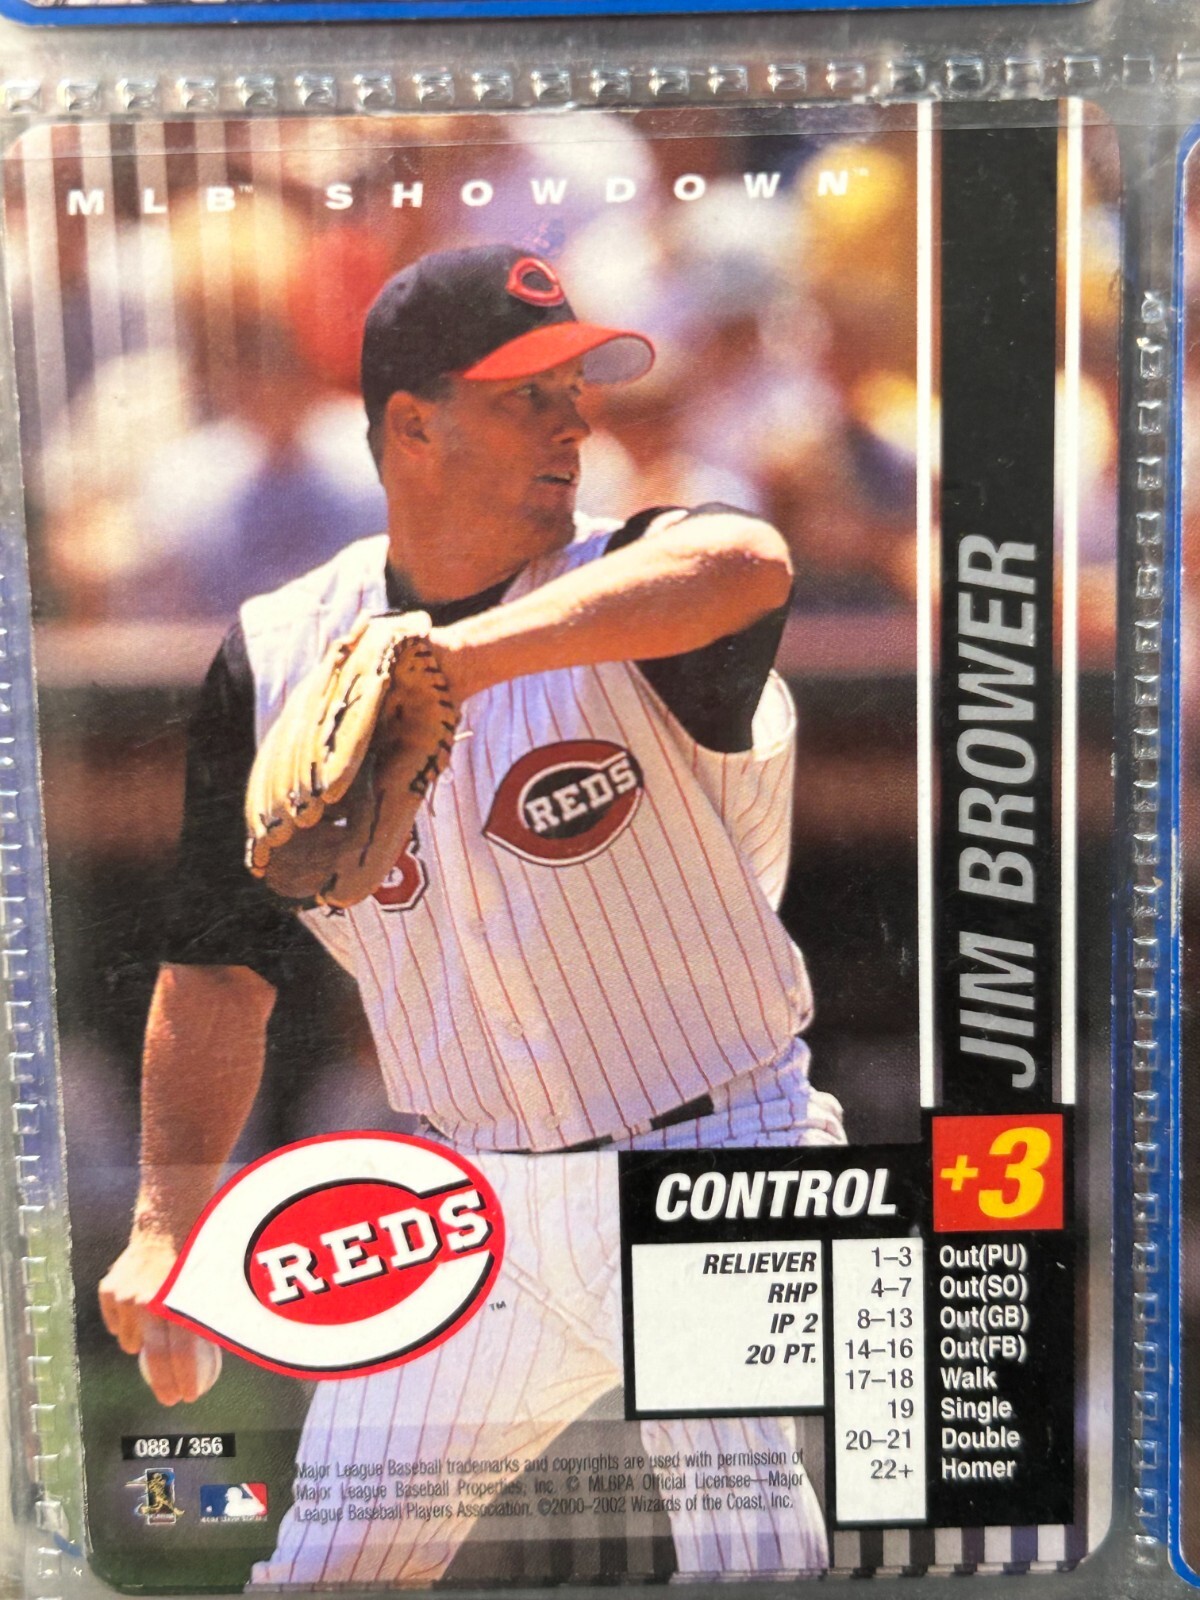 MLB™ SHOWDOWN™
JIM BROWER
REDS
REDS™
CONTROL +3
RELIEVER
RHP
IP 2
20 PT.
1–3 Out(PU)
4–7 Out(SO)
8–13 Out(GB)
14–16 Out(FB)
17–18 Walk
19 Single
20–21 Double
22+ Homer
088 / 356
Major League Baseball trademarks and copyrights are used with permission of
Major League Baseball Properties, Inc. © MLBPA Official Licensee—Major
League Baseball Players Association. ©2000–2002 Wizards of the Coast, Inc.